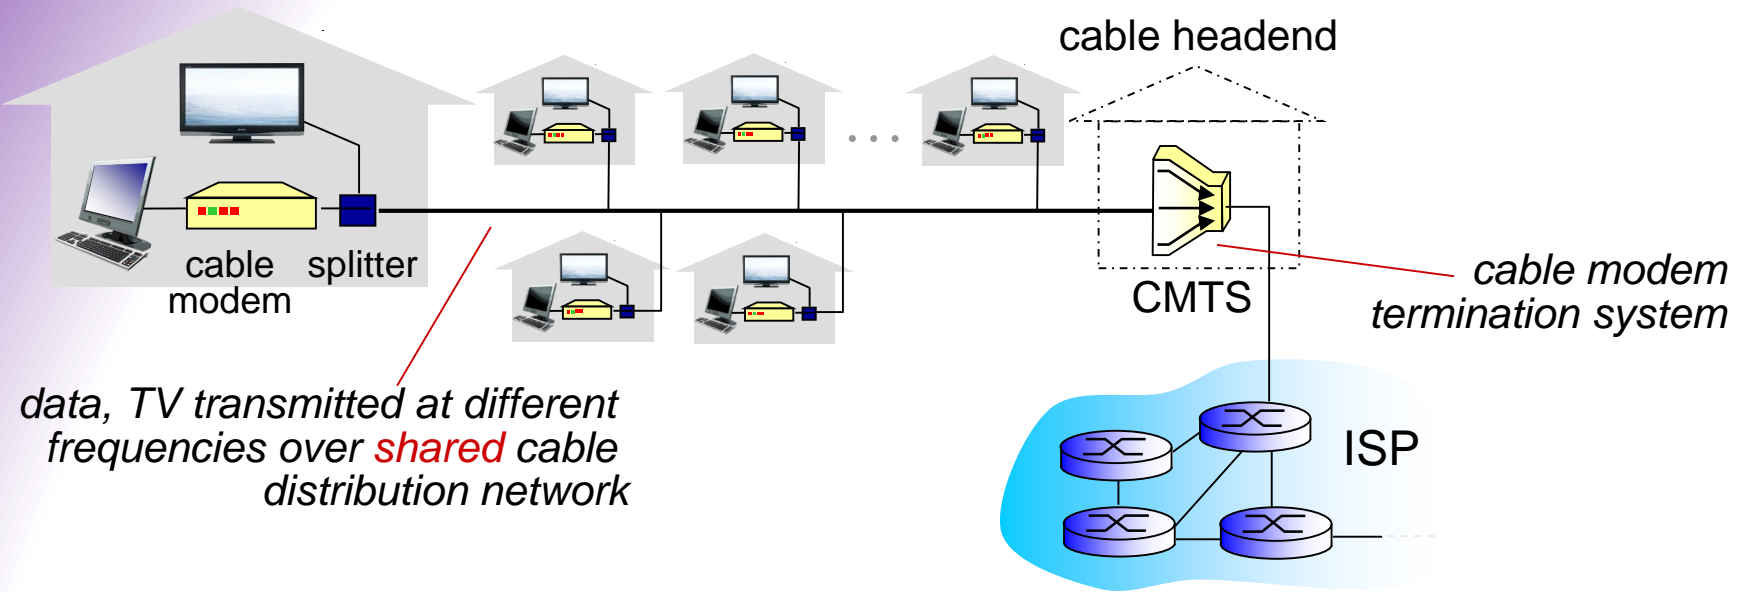 cable headend
cable
modem
splitter
CMTS
cable modem
termination system
data, TV transmitted at different
frequencies over shared cable
distribution network
ISP